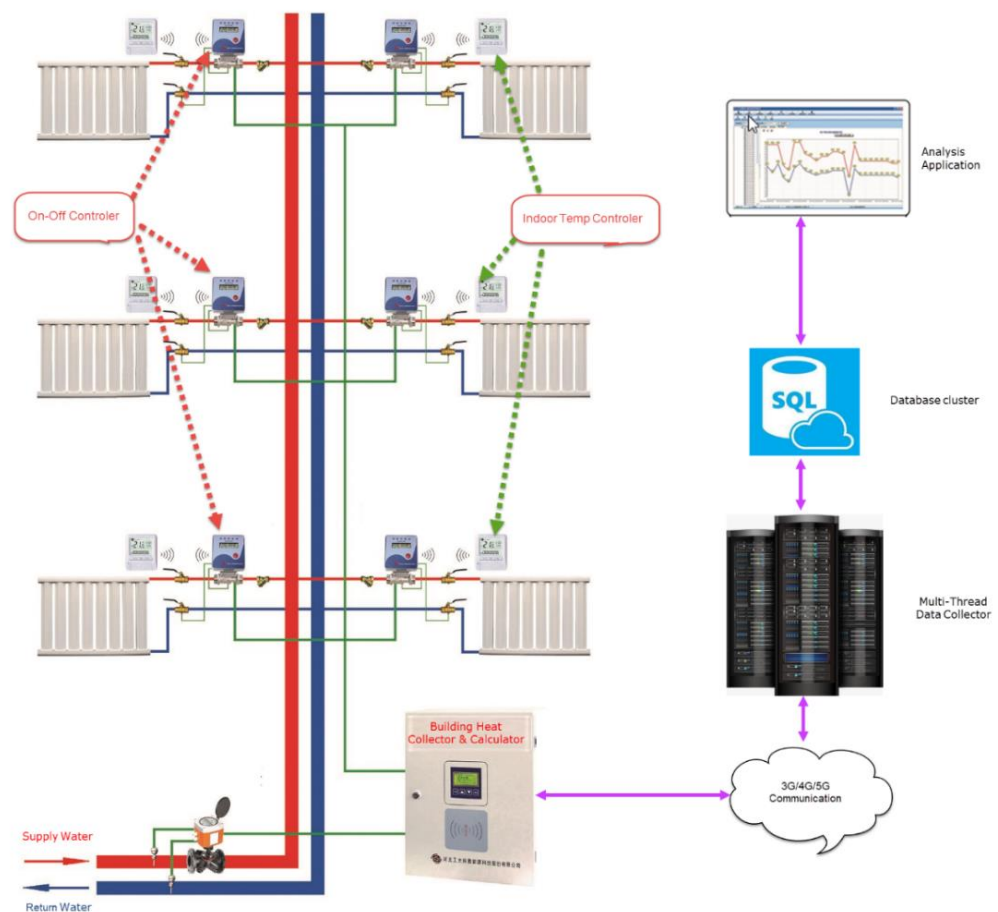 On-Off Controler
Indoor Temp Controler
Analysis
Application
SQL
Database cluster
Multi-Thread
Data Collector
Building Heat
Collector & Calculator
3G/4G/5G
Communication
Supply Water
Return Water